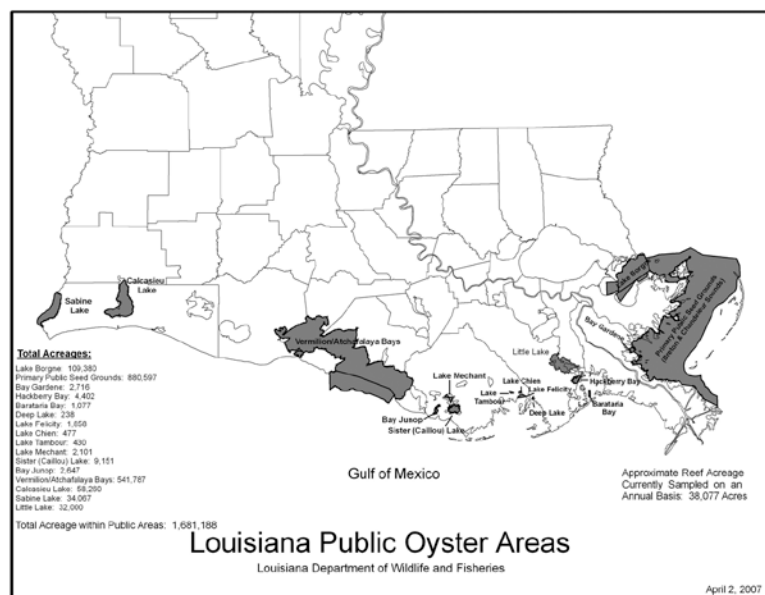 Calcasieu
Lake
Sabine
Lake
Lake Borgne
Primary Public Seed Grounds
(Breton & Chandeleur Sounds)
Bay Gardene
Vermilion/Atchafalaya Bays
Little Lake
Hackberry Bay
Lake Mechant
Lake Chien
Lake Felicity
Lake
Tambour
Deep Lake
Barataria
Bay
Bay Junop
Sister (Caillou) Lake
Total Acreages:
Lake Borgne: 109,380
Primary Public Seed Grounds: 880,597
Bay Gardene: 2,716
Hackberry Bay: 4,402
Barataria Bay: 1,077
Deep Lake: 238
Lake Felicity: 1,658
Lake Chien: 477
Lake Tambour: 430
Lake Mechant: 2,101
Sister (Caillou) Lake: 9,151
Bay Junop: 2,647
Vermilion/Atchafalaya Bays: 541,787
Calcasieu Lake: 58,260
Sabine Lake: 34,067
Little Lake: 32,000
Total Acreage within Public Areas: 1,681,188
Gulf of Mexico
Approximate Reef Acreage
Currently Sampled on an
Annual Basis: 38,077 Acres
Louisiana Public Oyster Areas
Louisiana Department of Wildlife and Fisheries
April 2, 2007